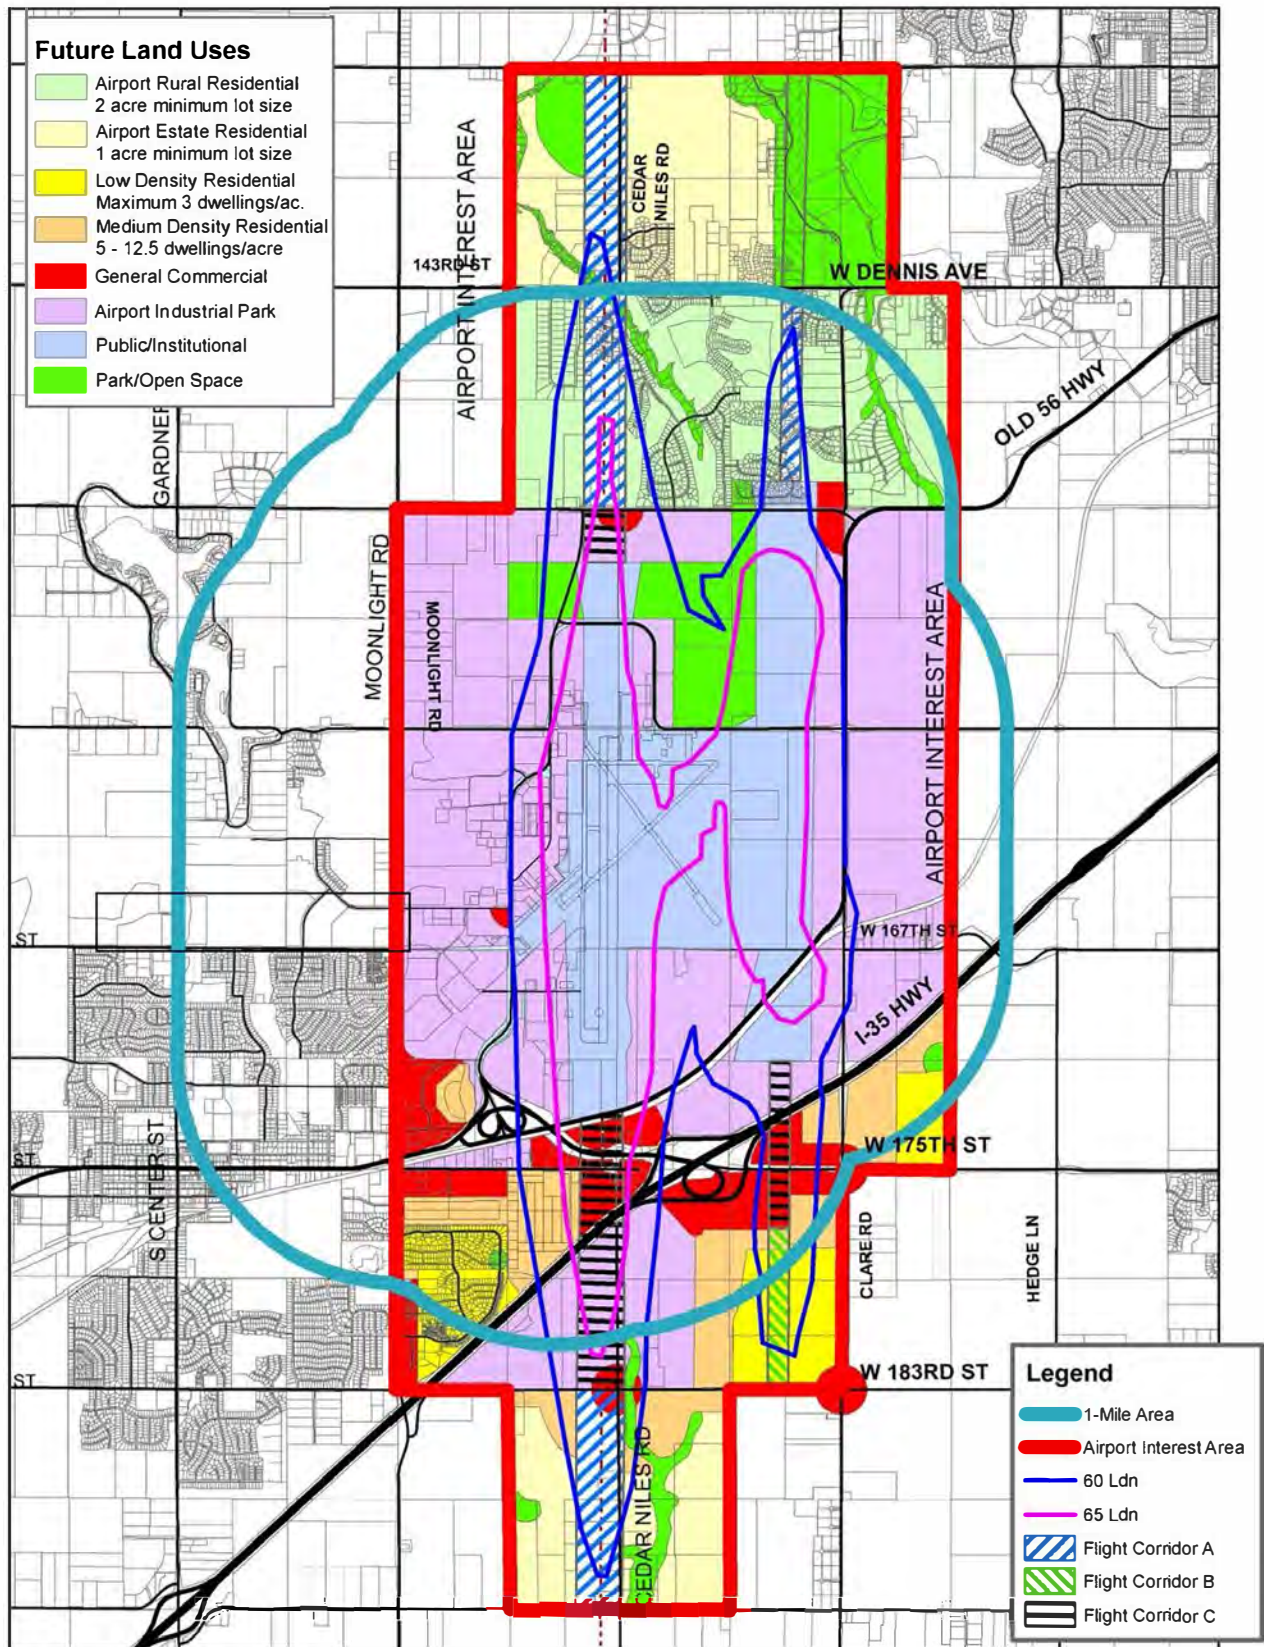 Future Land Uses
Airport Rural Residential
2 acre minimum lot size
Airport Estate Residential
1 acre minimum lot size
Low Density Residential
Maximum 3 dwellings/ac.
Medium Density Residential
5 - 12.5 dwellings/acre
General Commercial
Airport Industrial Park
Public/Institutional
Park/Open Space
AIRPORT INTEREST AREA
CEDAR
NILES RD
143RD ST
W DENNIS AVE
OLD 56 HWY
GARDNER
MOONLIGHT RD
MOONLIGHT RD
AIRPORT INTEREST AREA
W 167TH ST
ST
I-35 HWY
S CENTER ST
ST
W 175TH ST
CLARE RD
HEDGE LN
ST
W 183RD ST
CEDAR NILES RD
Legend
1-Mile Area
Airport Interest Area
60 Ldn
65 Ldn
Flight Corridor A
Flight Corridor B
Flight Corridor C